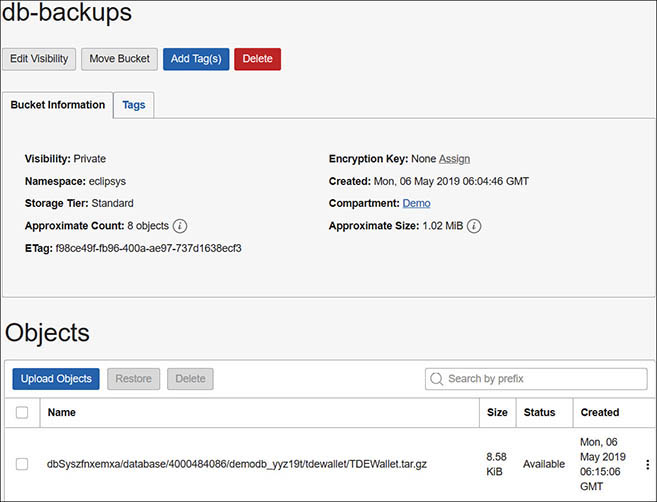 db-backups
Edit Visibility Move Bucket Add Tag(s) Delete
Bucket Information Tags
Visibility: Private Encryption Key: None Assign
Namespace: eclipsys Created: Mon, 06 May 2019 06:04:46 GMT
Storage Tier: Standard Compartment: Demo
Approximate Count: 8 objects i Approximate Size: 1.02 MiB i
ETag: f98ce49f-fb96-400a-ae97-737d1638ecf3
Objects
Upload Objects Restore Delete Search by prefix
Name Size Status Created
dbSyszfnxemxa/database/4000484086/demodb_yyz19t/tdewallet/TDEWallet.tar.gz 8.58 KiB Available Mon, 06 May 2019 06:15:06 GMT